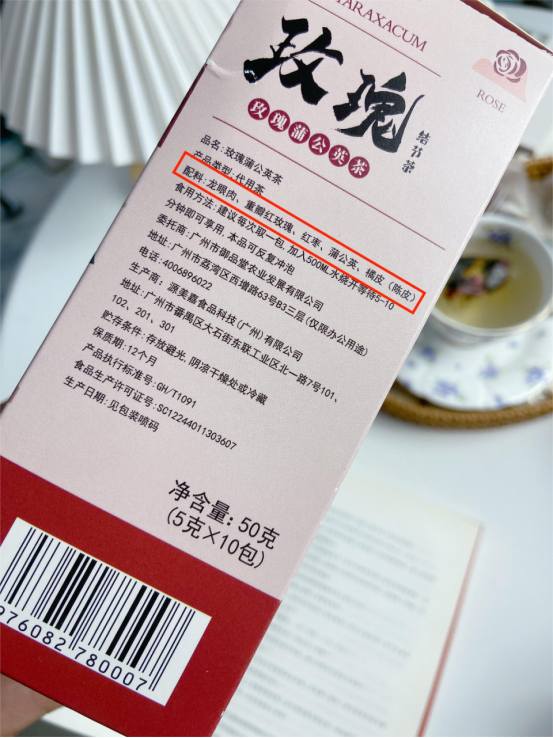 TARAXACUM
玫瑰
ROSE
玫瑰蒲公英茶
结节茶
品名:玫瑰蒲公英茶
产品类型:代用茶
配料:龙眼肉、重瓣红玫瑰、红枣、蒲公英、橘皮(陈皮)
食用方法:建议每次取一包,加入500ML水烧开等待5-10
分钟即可享用 本品可反复冲泡
委托商:广州市御品堂农业发展有限公司
地址:广州市荔湾区西增路63号B3三层(仅限办公用途)
电话:4006896022
生产商:源美嘉食品科技(广州)有限公司
地址:广州市番禺区大石街东联工业区北一路7号101、
102、201、301
贮存条件:存放避光,阴凉干燥处或冷藏
保质期:12个月
产品执行标准号:GH/T1091
食品生产许可证号:SC12244011303607
生产日期:见包装喷码
净含量:50克
(5克×10包)
976082780007